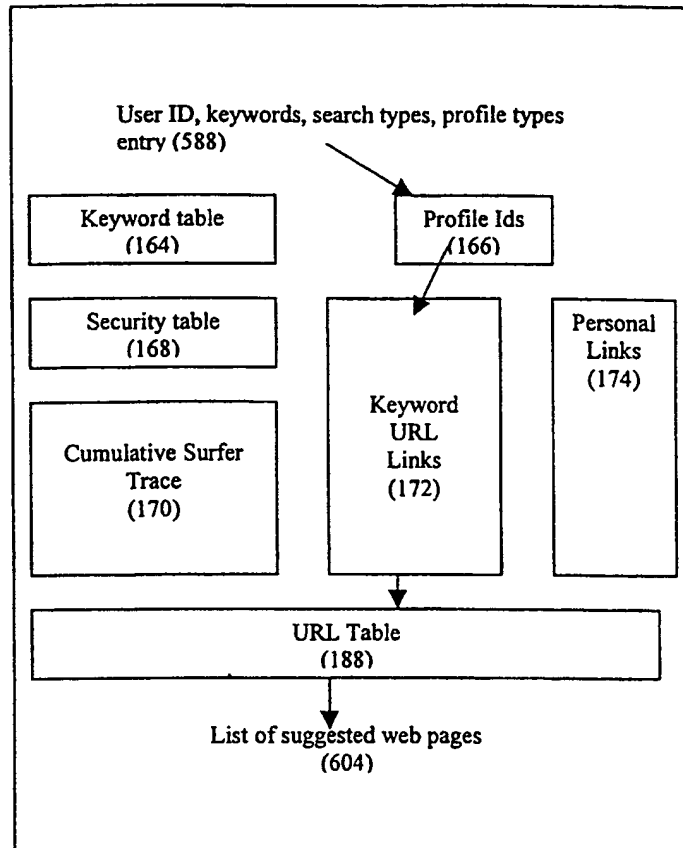 User ID, keywords, search types, profile types
entry (588)
Keyword table
(164)
Profile Ids
(166)
Security table
(168)
Keyword
URL
Links
(172)
Personal
Links
(174)
Cumulative Surfer
Trace
(170)
URL Table
(188)
List of suggested web pages
(604)